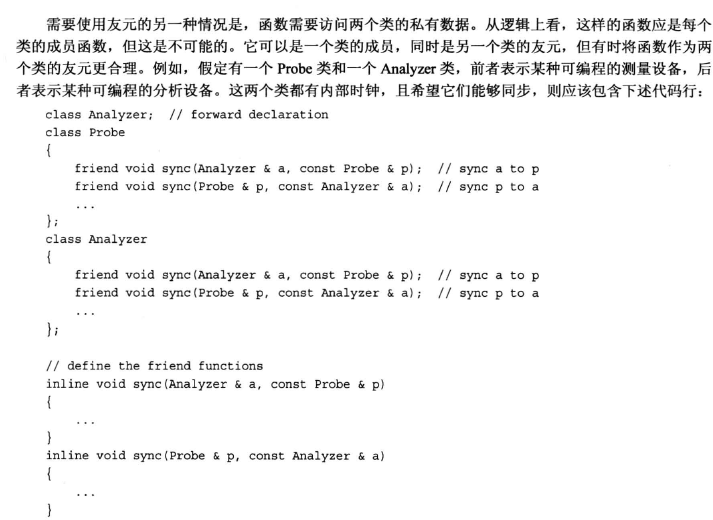 需要使用友元的另一种情况是，函数需要访问两个类的私有数据。从逻辑上看，这样的函数应是每个
类的成员函数，但这是不可能的。它可以是一个类的成员，同时是另一个类的友元，但有时将函数作为两
个类的友元更合理。例如，假定有一个 Probe 类和一个 Analyzer 类，前者表示某种可编程的测量设备，后
者表示某种可编程的分析设备。这两个类都有内部时钟，且希望它们能够同步，则应该包含下述代码行：
class Analyzer;  // forward declaration
class Probe
{
    friend void sync(Analyzer & a, const Probe & p);  // sync a to p
    friend void sync(Probe & p, const Analyzer & a);  // sync p to a
    ...
};
class Analyzer
{
    friend void sync(Analyzer & a, const Probe & p);  // sync a to p
    friend void sync(Probe & p, const Analyzer & a);  // sync p to a
    ...
};
// define the friend functions
inline void sync(Analyzer & a, const Probe & p)
{
    ...
}
inline void sync(Probe & p, const Analyzer & a)
{
    ...
}